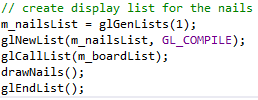 // create display list for the nails
m_nailsList = glGenLists(1);
glNewList(m_nailsList, GL_COMPILE);
glCallList(m_boardList);
drawNails();
glEndList();